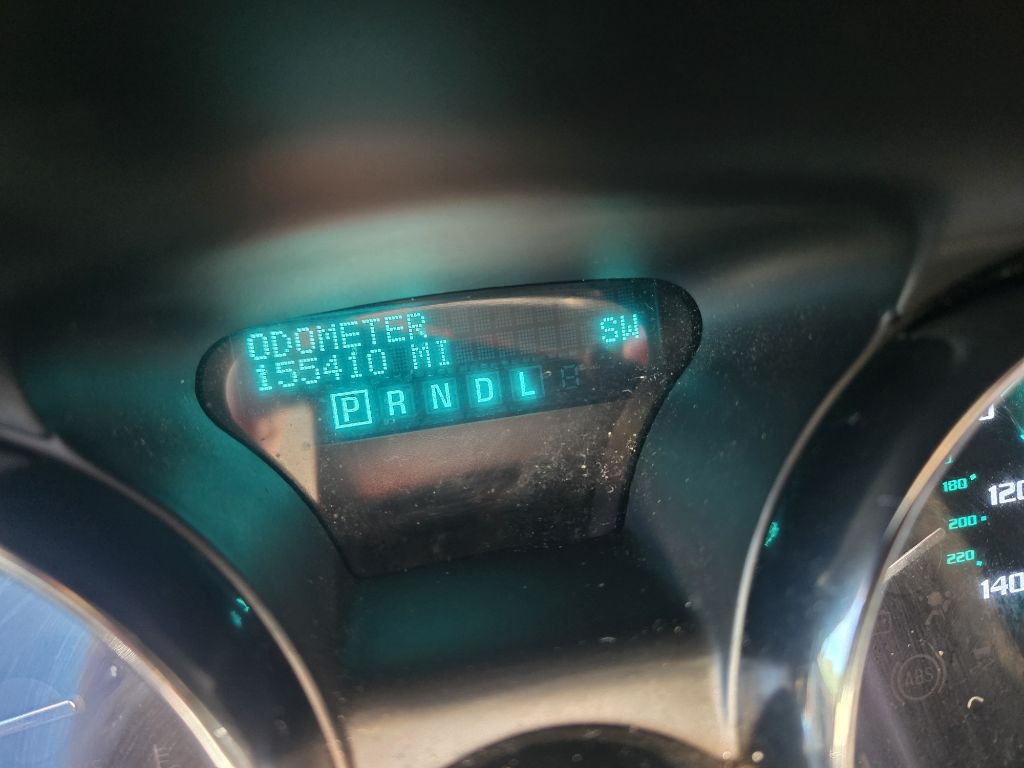 ODOMETER SW
155410 MI
P R N D L
180
120
200
220
140
ABS